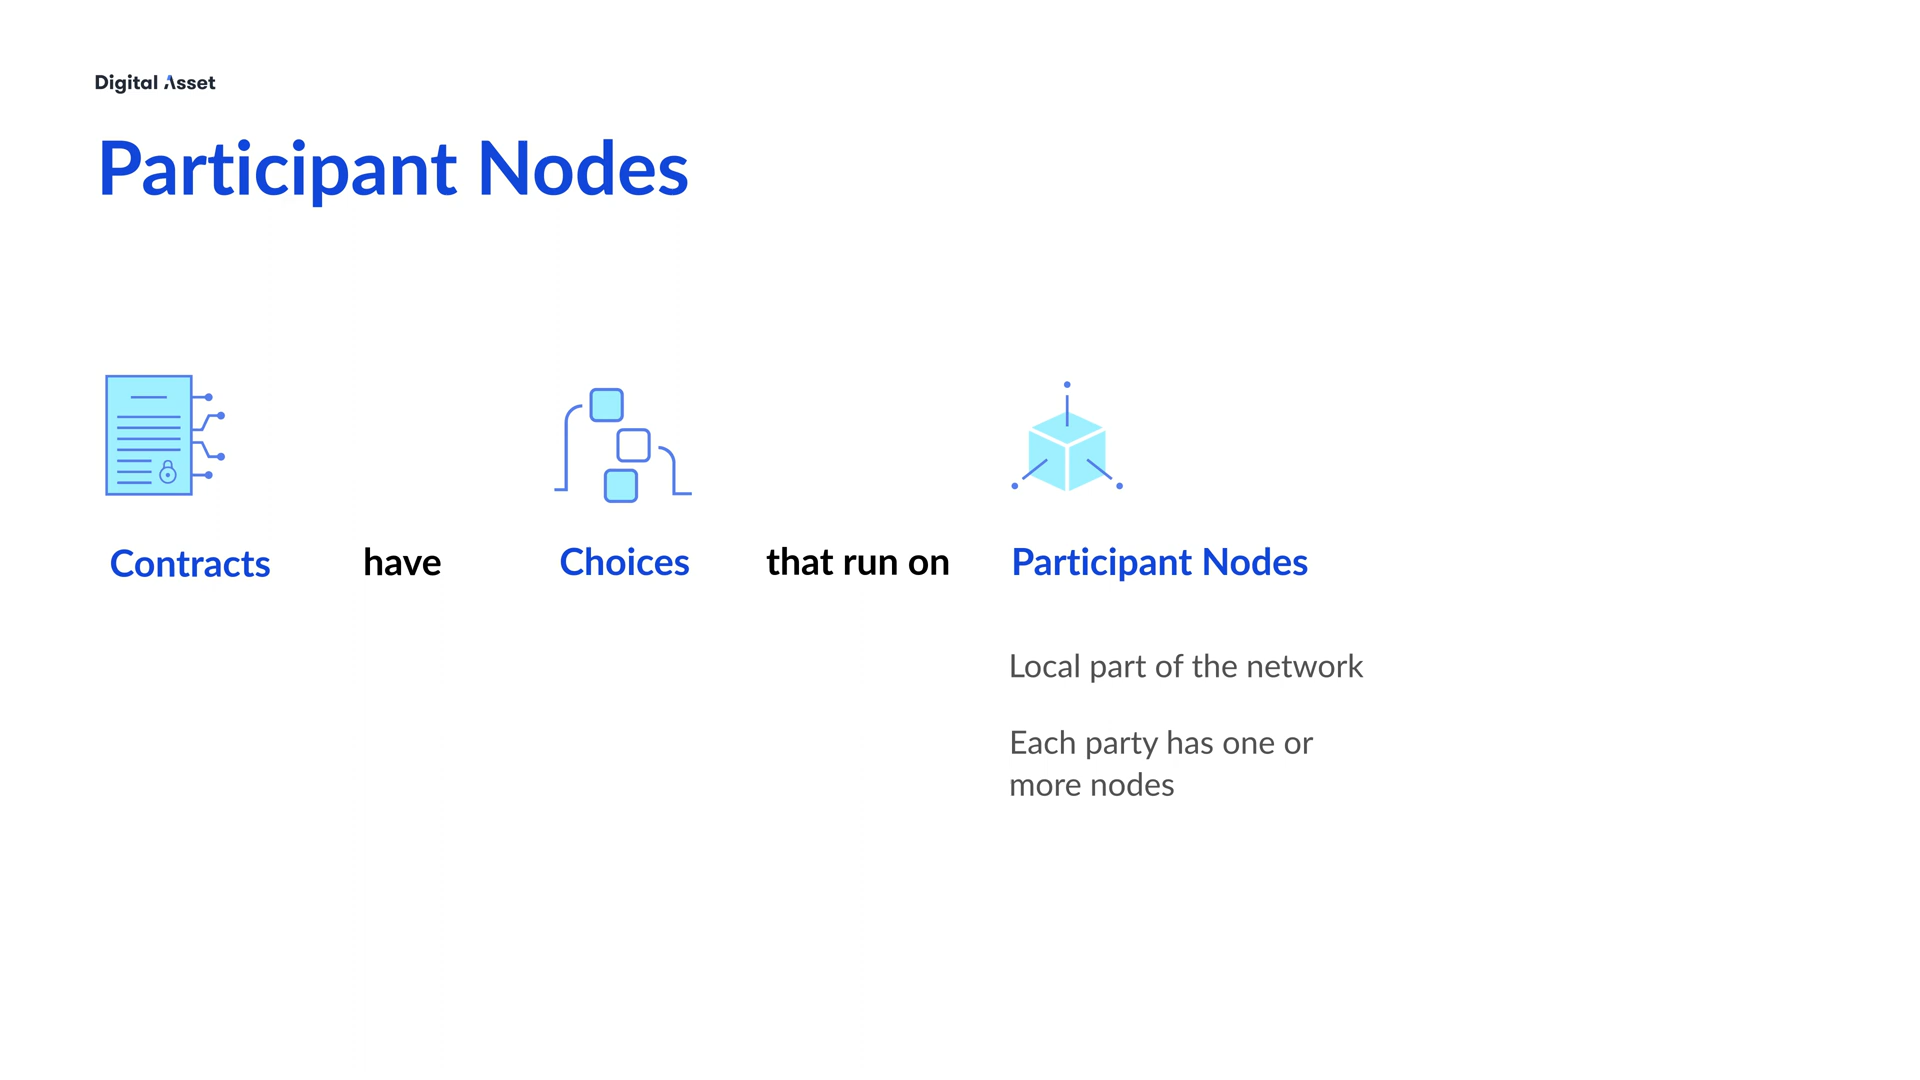 Digital Asset
Participant Nodes
Contracts have Choices that run on Participant Nodes
Local part of the network
Each party has one or
more nodes